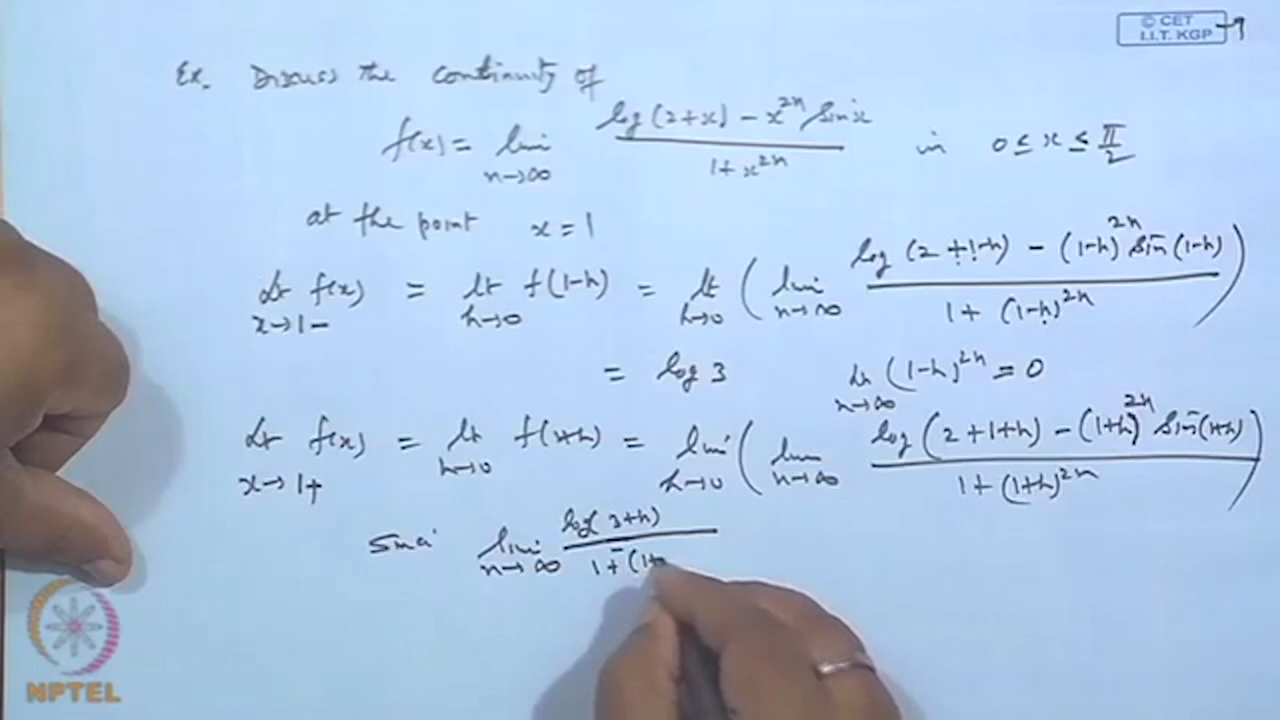 © CET
I.I.T. KGP
-9
Ex. Discuss the continuity of
f(x) = lim_{n→∞} (log(2+x) - x^{2n} sin x) / (1 + x^{2n}) in 0 ≤ x ≤ π/2
at the point x = 1
Lt_{x→1-} f(x) = Lt_{h→0} f(1-h) = Lt_{h→0} ( lim_{n→∞} (log(2+1-h) - (1-h)^{2n} sin(1-h)) / (1 + (1-h)^{2n}) )
= log 3 Lt_{n→∞} (1-h)^{2n} = 0
Lt_{x→1+} f(x) = Lt_{h→0} f(1+h) = lim_{h→0} ( lim_{n→∞} (log(2+1+h) - (1+h)^{2n} sin(1+h)) / (1 + (1+h)^{2n}) )
lim_{n→∞} log(3+h) / 1+(1+
NPTEL